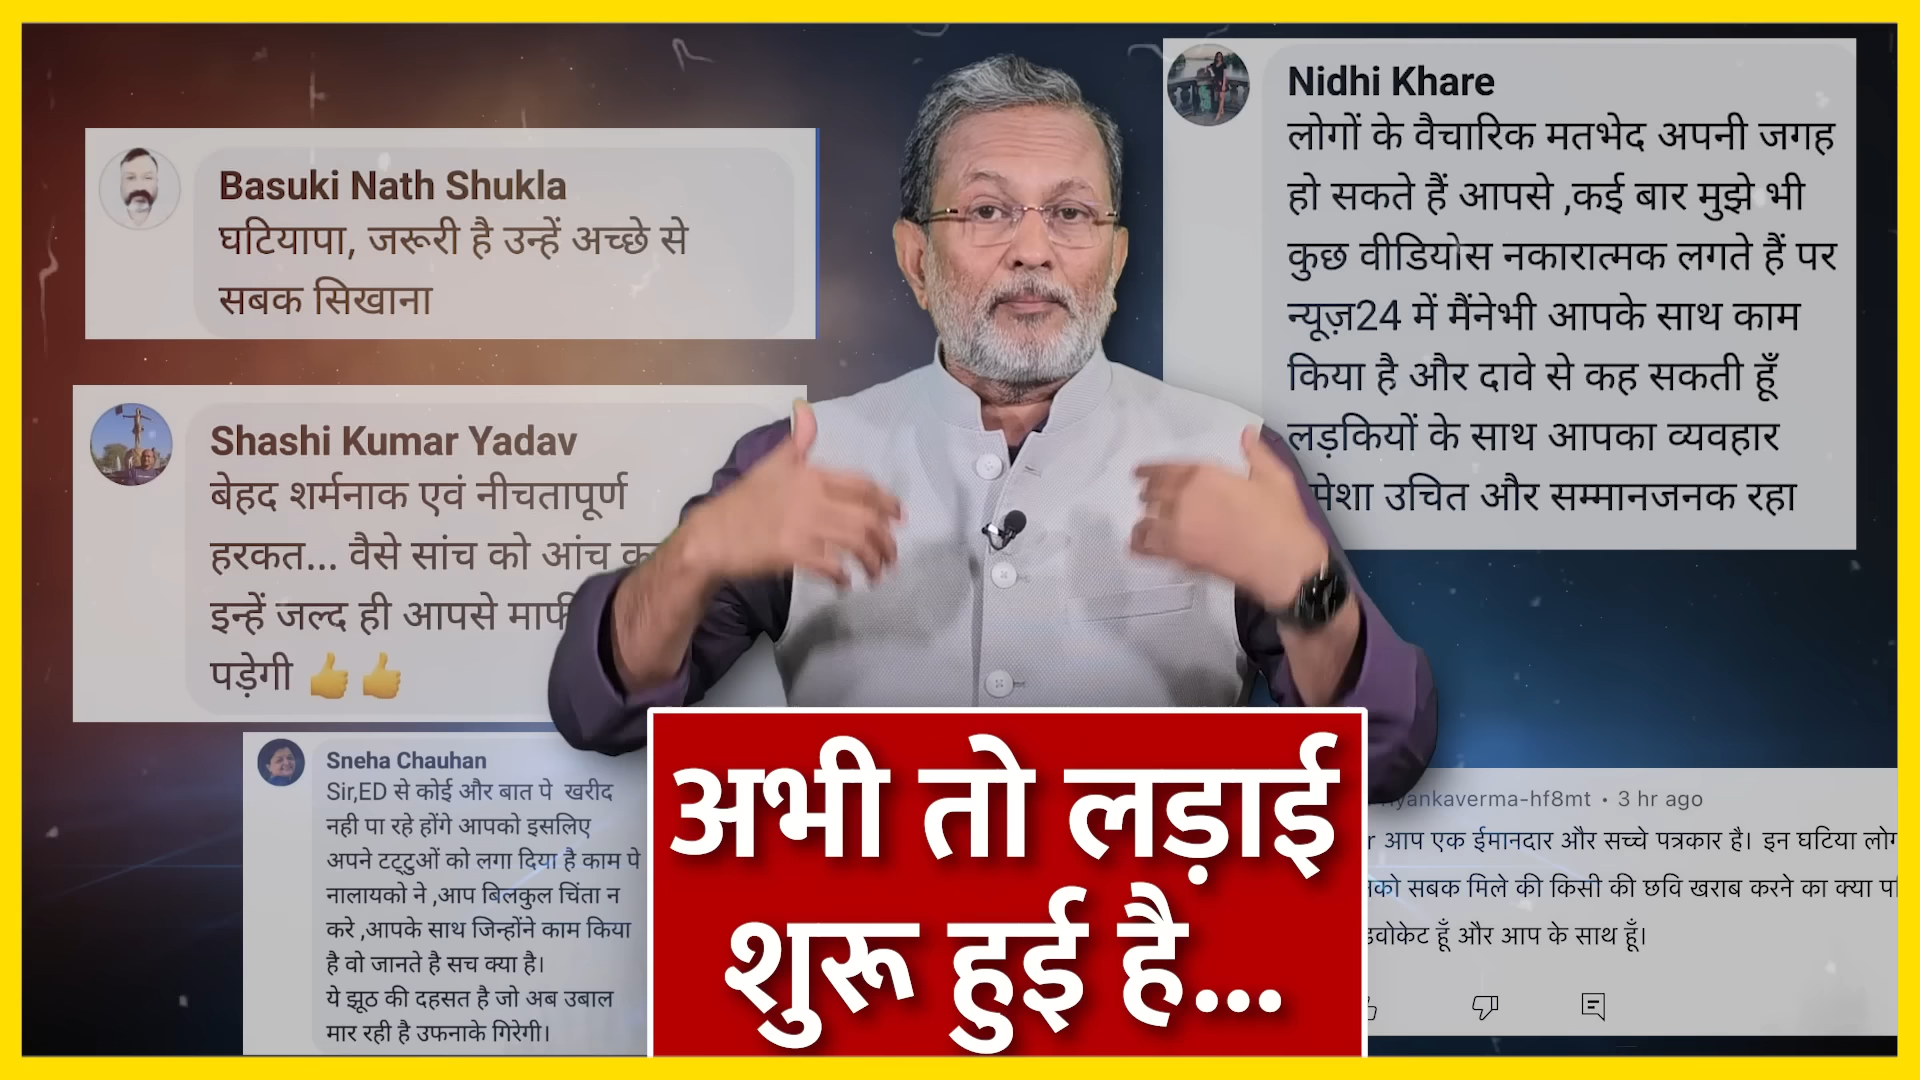 Basuki Nath Shukla
घटियापा, जरूरी है उन्हें अच्छे से
सबक सिखाना
Shashi Kumar Yadav
बेहद शर्मनाक एवं नीचतापूर्ण
हरकत... वैसे सांच को आंच
इन्हें जल्द ही आपसे
पड़ेगी 👍👍
Sneha Chauhan
Sir,ED से कोई और बात पे खरीद
नही पा रहे होंगे आपको इसलिए
अपने टट्टुओं को लगा दिया है काम पे
नालायको ने ,आप बिलकुल चिंता न
करे ,आपके साथ जिन्होंने काम किया
है वो जानते है सच क्या है।
ये झूठ की दहसत है जो अब उबाल
मार रही है उफनाके गिरेगी।
Nidhi Khare
लोगों के वैचारिक मतभेद अपनी जगह
हो सकते हैं आपसे ,कई बार मुझे भी
कुछ वीडियोस नकारात्मक लगते हैं पर
न्यूज़24 में मैंनेभी आपके साथ काम
किया है और दावे से कह सकती हूँ
लड़कियों के साथ आपका व्यवहार
उचित और सम्मानजनक रहा
• 3 hr ago
आप एक ईमानदार और सच्चे पत्रकार है। इन घटिया
सबक मिले की किसी की छवि खराब करने का क्या
हूँ और आप के साथ हूँ।
अभी तो लड़ाई
शुरू हुई है...